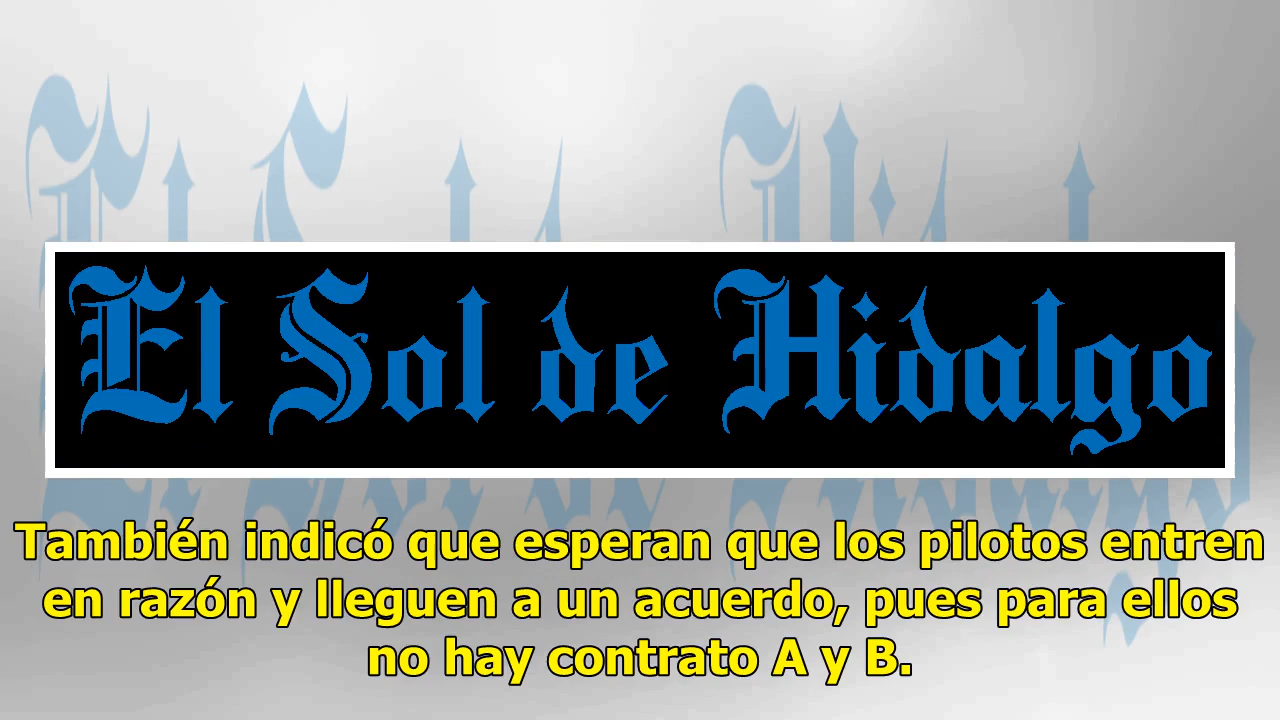 El Sol de Hidalgo
También indicó que esperan que los pilotos entren
en razón y lleguen a un acuerdo, pues para ellos
no hay contrato A y B.